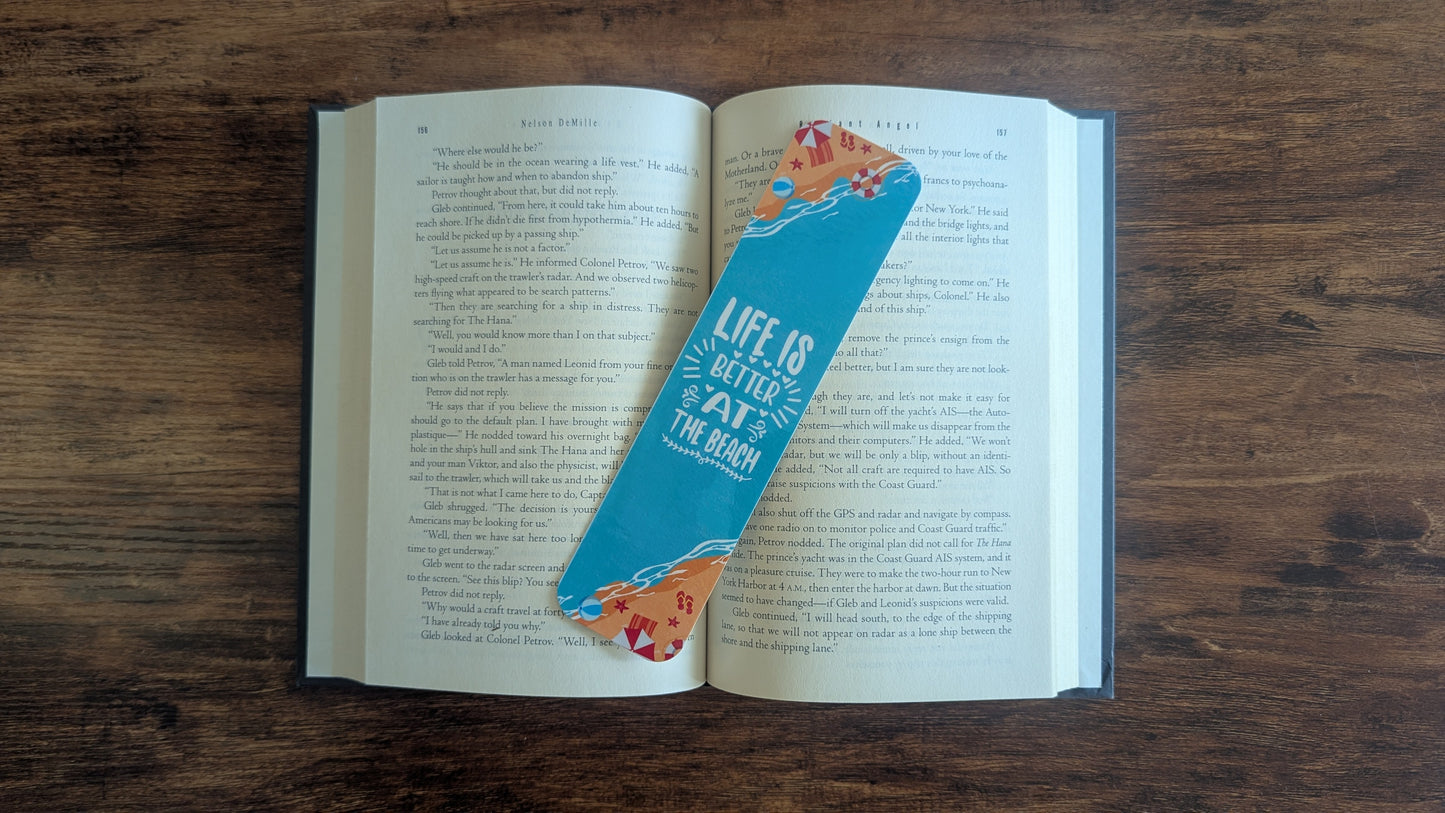 156
Nelson DeMille
"Where else would he be?"
"He should be in the ocean wearing a life vest." He added, "A
sailor is taught how and when to abandon ship."
Petrov thought about that, but did not reply.
Gleb continued, "From here, it could take him about ten hours to
reach shore. If he didn't die first from hypothermia." He added, "But
he could be picked up by a passing ship."
"Let us assume he is not a factor."
"Let us assume he is." He informed Colonel Petrov, "We saw two
high-speed craft on the trawler's radar. And we observed two helicop-
ters flying what appeared to be search patterns."
"Then they are searching for a ship in distress. They are not
searching for The Hana."
"Well, you would know more than I on that subject."
"I would and I do."
Gleb told Petrov, "A man named Leonid from your fine
tion who is on the trawler has a message for you."
Petrov did not reply.
"He says that if you believe the mission is
should go to the default plan. I have brought with
plastique—" He nodded toward his overnight bag.
hole in the ship's hull and sink The Hana and her
and your man Viktor, and also the physicist, will
sail to the trawler, which will take us and the
"That is not what I came here to do,
Gleb shrugged. "The decision is yours
Americans may be looking for us."
"Well, then we have sat here too
time to get underway."
Gleb went to the radar screen and
to the screen. "See this blip? You see
Petrov did not reply.
"Why would a craft travel at
"I have already told you why."
Gleb looked at Colonel Petrov. "Well, I see
Angel
157
man. Or a brave
driven by your love of the
Motherland.
"They are
francs to psychoana-
lyze me."
Gleb
or New York." He said
to
and the bridge lights, and
you
all the interior lights that
gency lighting to come on." He
about ships, Colonel." He also
of this ship."
remove the prince's ensign from the
do all that?"
feel better, but I am sure they are not look-
they are, and let's not make it easy for
"I will turn off the yacht's AIS—the Auto-
System—which will make us disappear from the
and their computers." He added, "We won't
radar, but we will be only a blip, without an identi-
added, "Not all craft are required to have AIS. So
raise suspicions with the Coast Guard."
nodded.
also shut off the GPS and radar and navigate by compass.
one radio on to monitor police and Coast Guard traffic."
Petrov nodded. The original plan did not call for The Hana
The prince's yacht was in the Coast Guard AIS system, and it
was on a pleasure cruise. They were to make the two-hour run to New
York Harbor at 4 A.M., then enter the harbor at dawn. But the situation
seemed to have changed—if Gleb and Leonid's suspicions were valid.
Gleb continued, "I will head south, to the edge of the shipping
lane, so that we will not appear on radar as a lone ship between the
shore and the shipping lane."
LIFE IS
BETTER
AT
THE BEACH